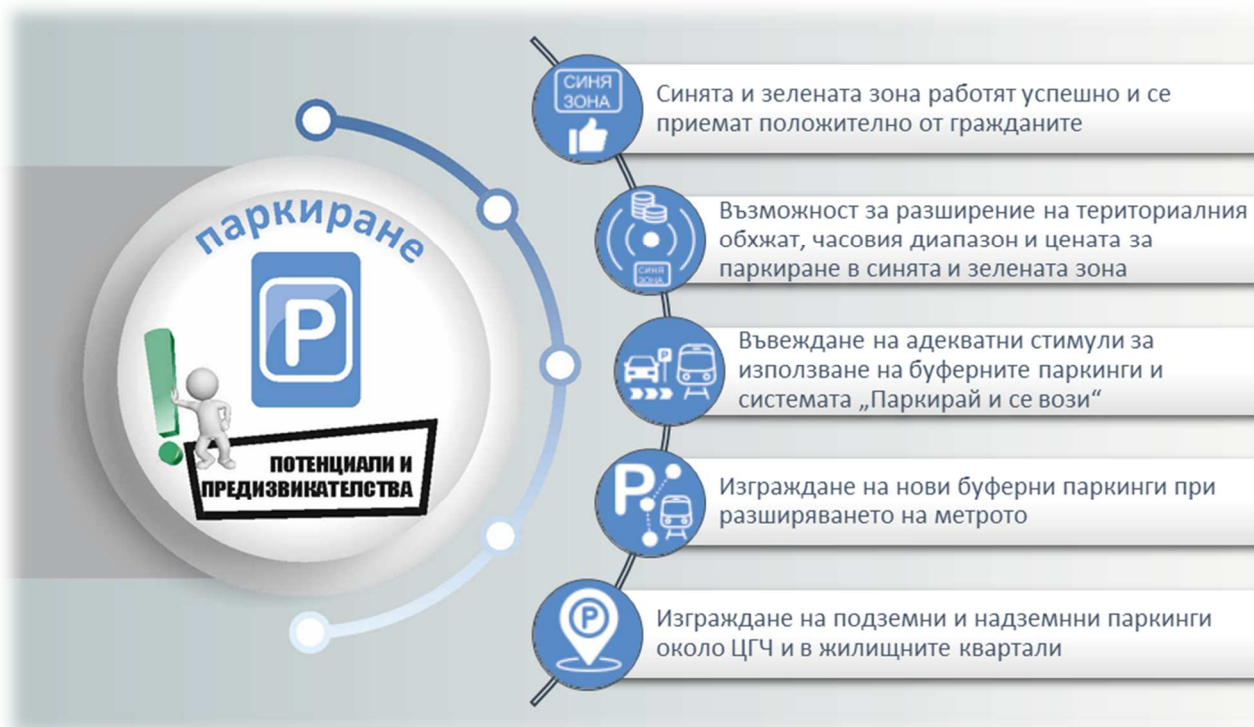 паркиране
P
ПОТЕНЦИАЛИ И
ПРЕДИЗВИКАТЕЛСТВА
СИНЯ
ЗОНА
Синята и зелената зона работят успешно и се
приемат положително от гражданите
СИНЯ
ЗОНА
Възможност за разширение на териториалния
обхжат, часовия диапазон и цената за
паркиране в синята и зелената зона
P
Въвеждане на адекватни стимули за
използване на буферните паркинги и
системата „Паркирай и се вози“
P
Изграждане на нови буферни паркинги при
разширяването на метрото
P
Изграждане на подземни и надземнни паркинги
около ЦГЧ и в жилищните квартали